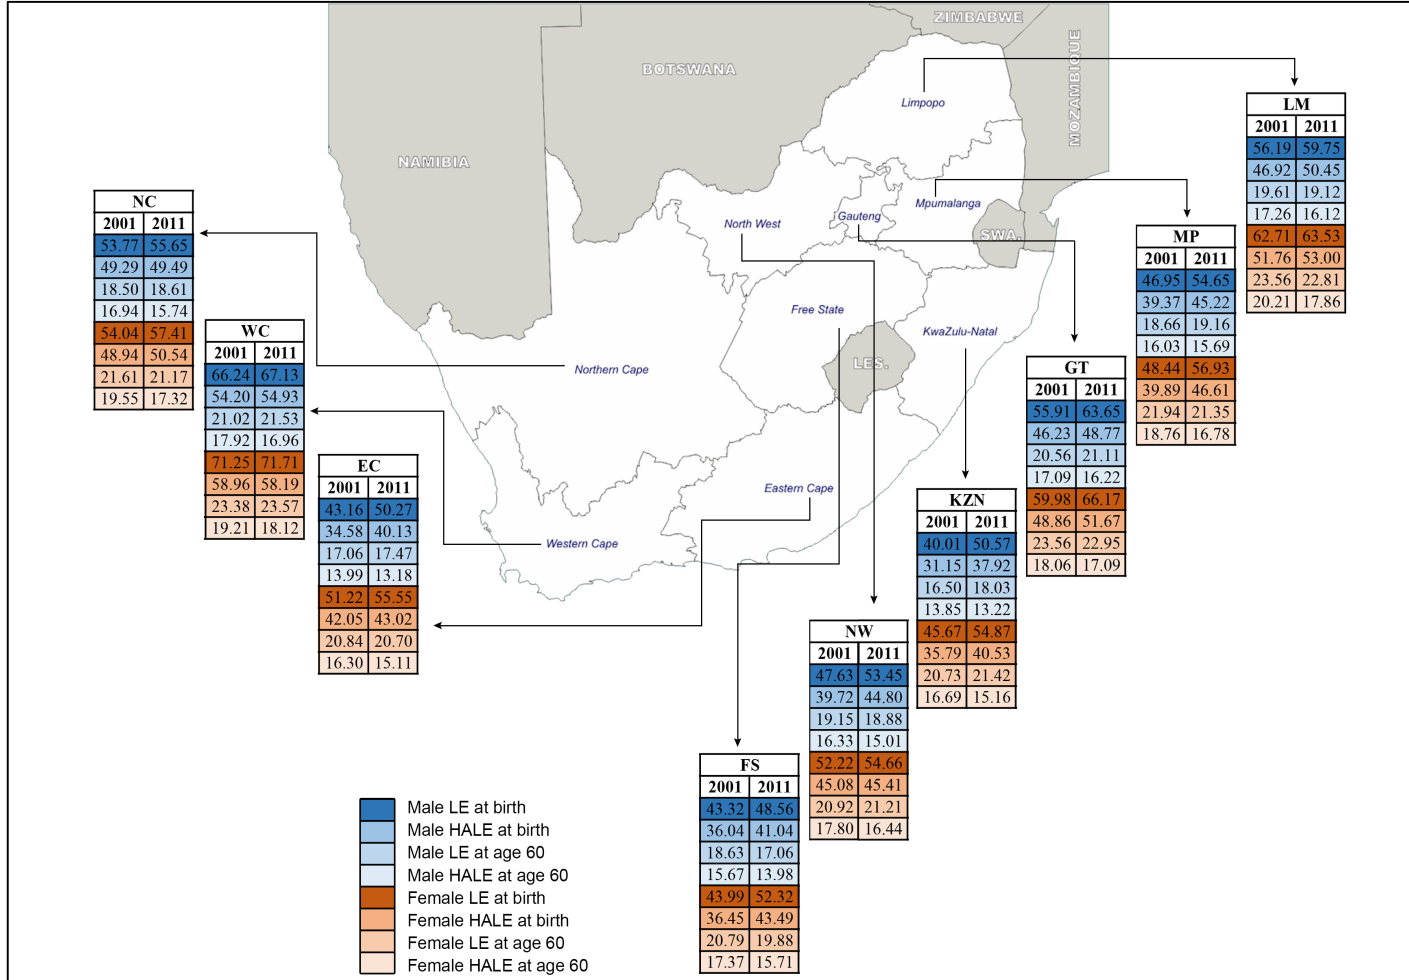 ZIMBABWE
BOTSWANA
MOZAMBIQUE
NAMIBIA
SWA.
LES.
Limpopo
Mpumalanga
Gauteng
North West
Free State
KwaZulu-Natal
Northern Cape
Eastern Cape
Western Cape
NC
2001 2011
53.77 55.65
49.29 49.49
18.50 18.61
16.94 15.74
54.04 57.41
48.94 50.54
21.61 21.17
19.55 17.32
WC
2001 2011
66.24 67.13
54.20 54.93
21.02 21.53
17.92 16.96
71.25 71.71
58.96 58.19
23.38 23.57
19.21 18.12
EC
2001 2011
43.16 50.27
34.58 40.13
17.06 17.47
13.99 13.18
51.22 55.55
42.05 43.02
20.84 20.70
16.30 15.11
FS
2001 2011
43.32 48.56
36.04 41.04
18.63 17.06
15.67 13.98
43.99 52.32
36.45 43.49
20.79 19.88
17.37 15.71
NW
2001 2011
47.63 53.45
39.72 44.80
19.15 18.88
16.33 15.01
52.22 54.66
45.08 45.41
20.92 21.21
17.80 16.44
KZN
2001 2011
40.01 50.57
31.15 37.92
16.50 18.03
13.85 13.22
45.67 54.87
35.79 40.53
20.73 21.42
16.69 15.16
GT
2001 2011
55.91 63.65
46.23 48.77
20.56 21.11
17.09 16.22
59.98 66.17
48.86 51.67
23.56 22.95
18.06 17.09
MP
2001 2011
46.95 54.65
39.37 45.22
18.66 19.16
16.03 15.69
48.44 56.93
39.89 46.61
21.94 21.35
18.76 16.78
LM
2001 2011
56.19 59.75
46.92 50.45
19.61 19.12
17.26 16.12
62.71 63.53
51.76 53.00
23.56 22.81
20.21 17.86
Male LE at birth
Male HALE at birth
Male LE at age 60
Male HALE at age 60
Female LE at birth
Female HALE at birth
Female LE at age 60
Female HALE at age 60